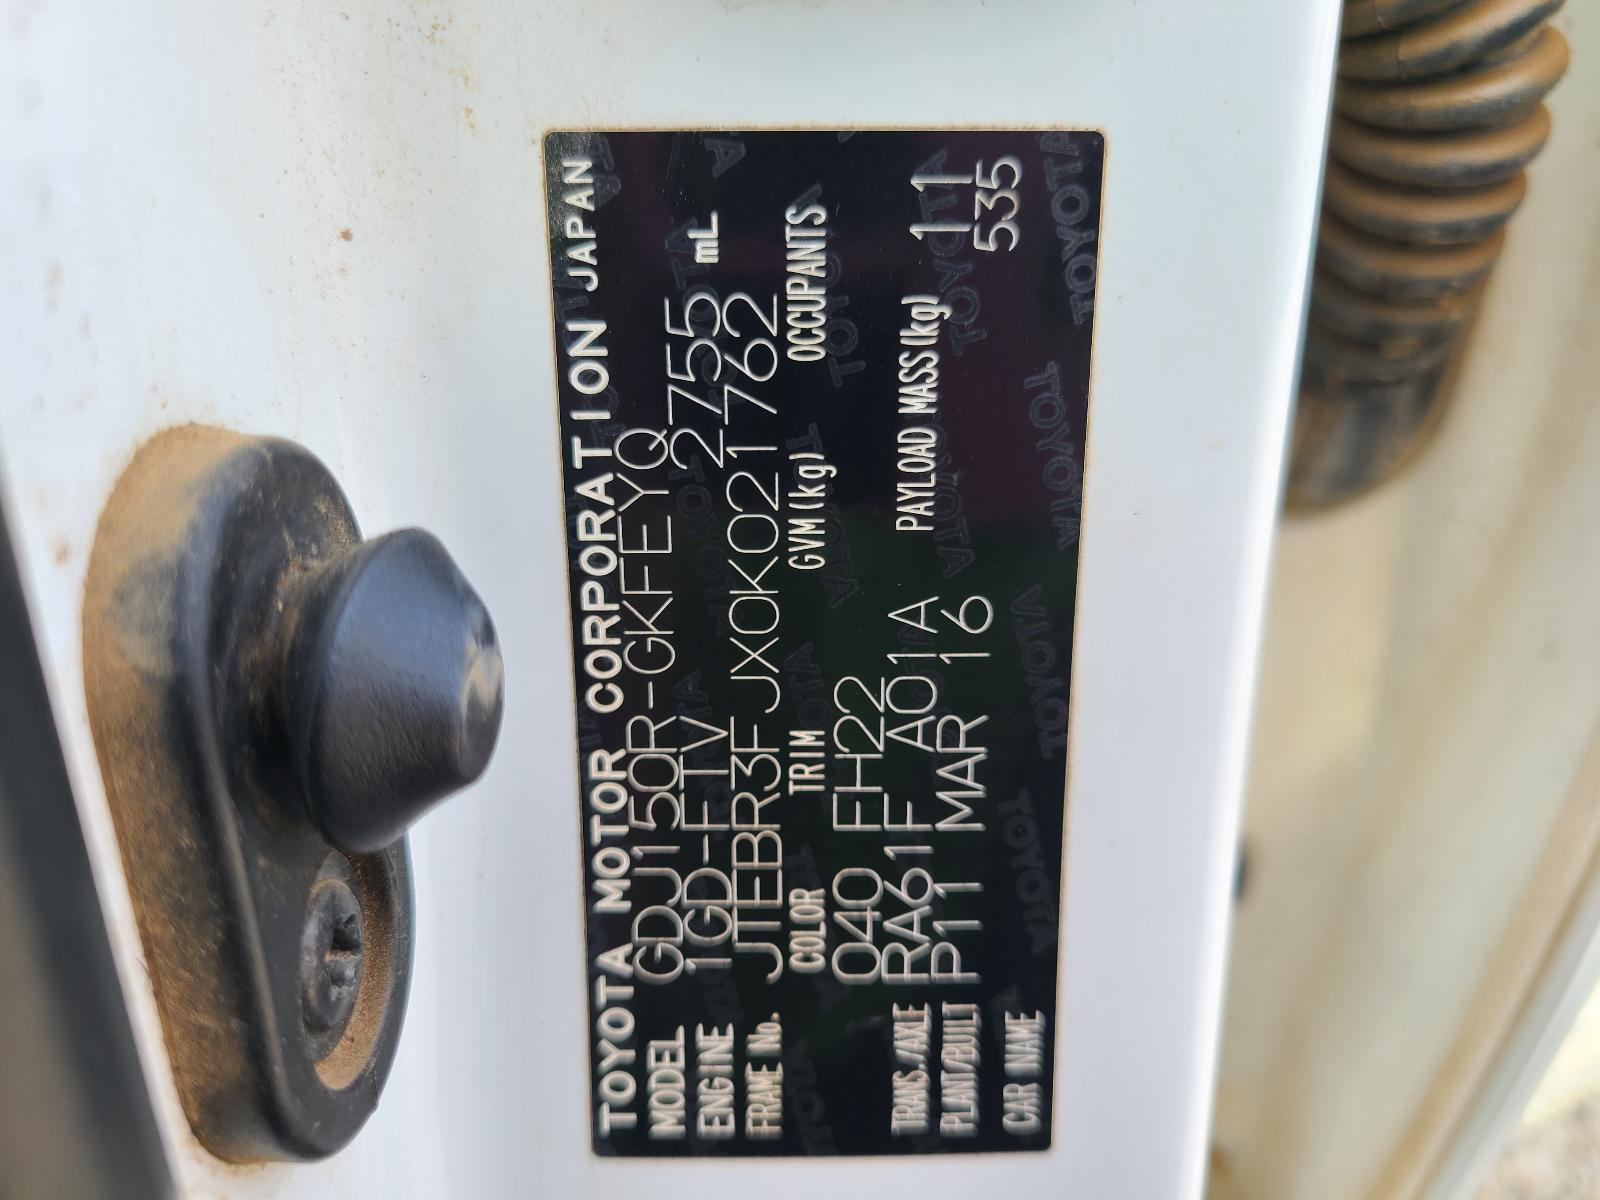 TOYOTA MOTOR CORPORATION JAPAN
MODEL GDJ150R-GKFEYQ
ENGINE 1GD-FTV 2755 mL
FRAME No. JTEBR3FJX0K021762
COLOR TRIM GVM(kg) OCCUPANTS
040 FH22
TRANS./AXLE RA61F A01A PAYLOAD MASS(kg) 11
PLANT/BUILT P11 MAR 16 535
CAR NAME